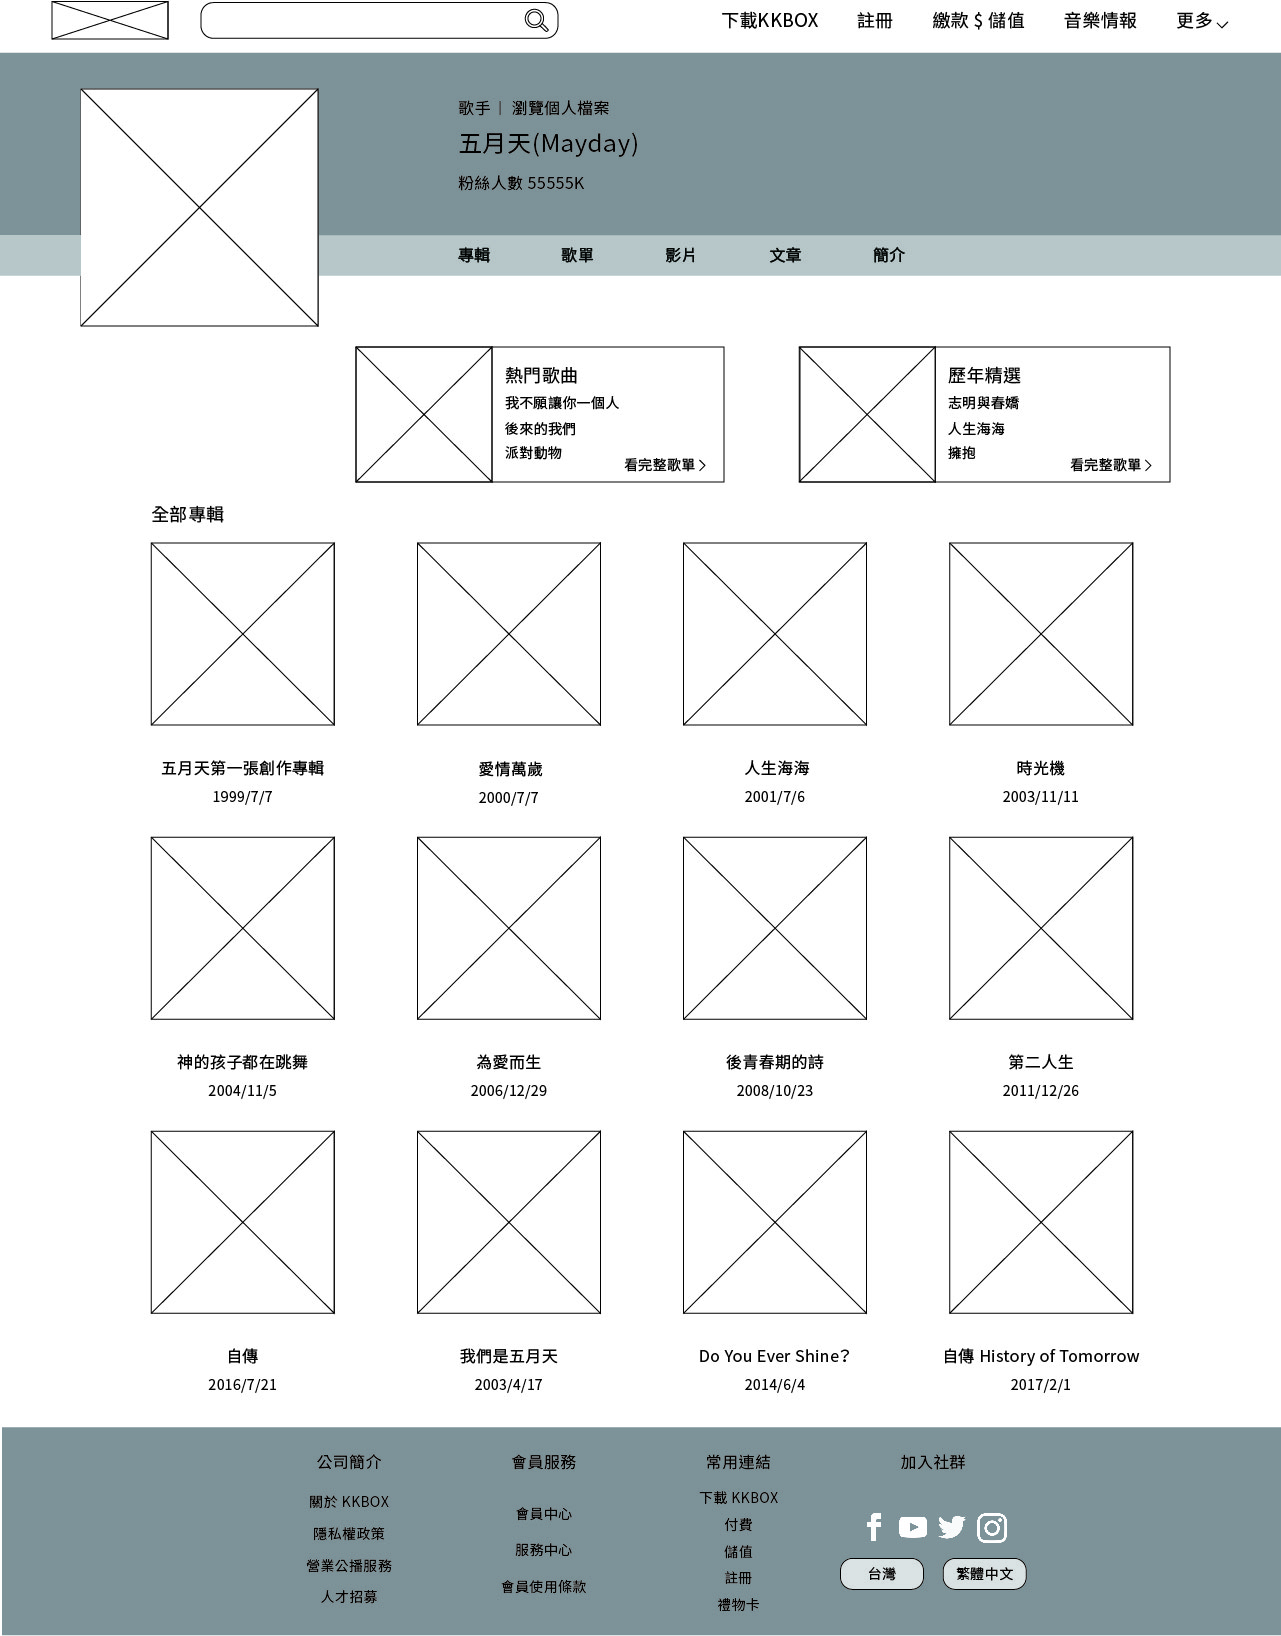 下載KKBOX 註冊 繳款 $ 儲值 音樂情報 更多
歌手｜瀏覽個人檔案
五月天(Mayday)
粉絲人數 55555K
專輯 歌單 影片 文章 簡介
熱門歌曲
我不願讓你一個人
後來的我們
派對動物
看完整歌單
歷年精選
志明與春嬌
人生海海
擁抱
看完整歌單
全部專輯
五月天第一張創作專輯
1999/7/7
愛情萬歲
2000/7/7
人生海海
2001/7/6
時光機
2003/11/11
神的孩子都在跳舞
2004/11/5
為愛而生
2006/12/29
後青春期的詩
2008/10/23
第二人生
2011/12/26
自傳
2016/7/21
我們是五月天
2003/4/17
Do You Ever Shine?
2014/6/4
自傳 History of Tomorrow
2017/2/1
公司簡介
關於 KKBOX
隱私權政策
營業公播服務
人才招募
會員服務
會員中心
服務中心
會員使用條款
常用連結
下載 KKBOX
付費
儲值
註冊
禮物卡
加入社群
台灣
繁體中文